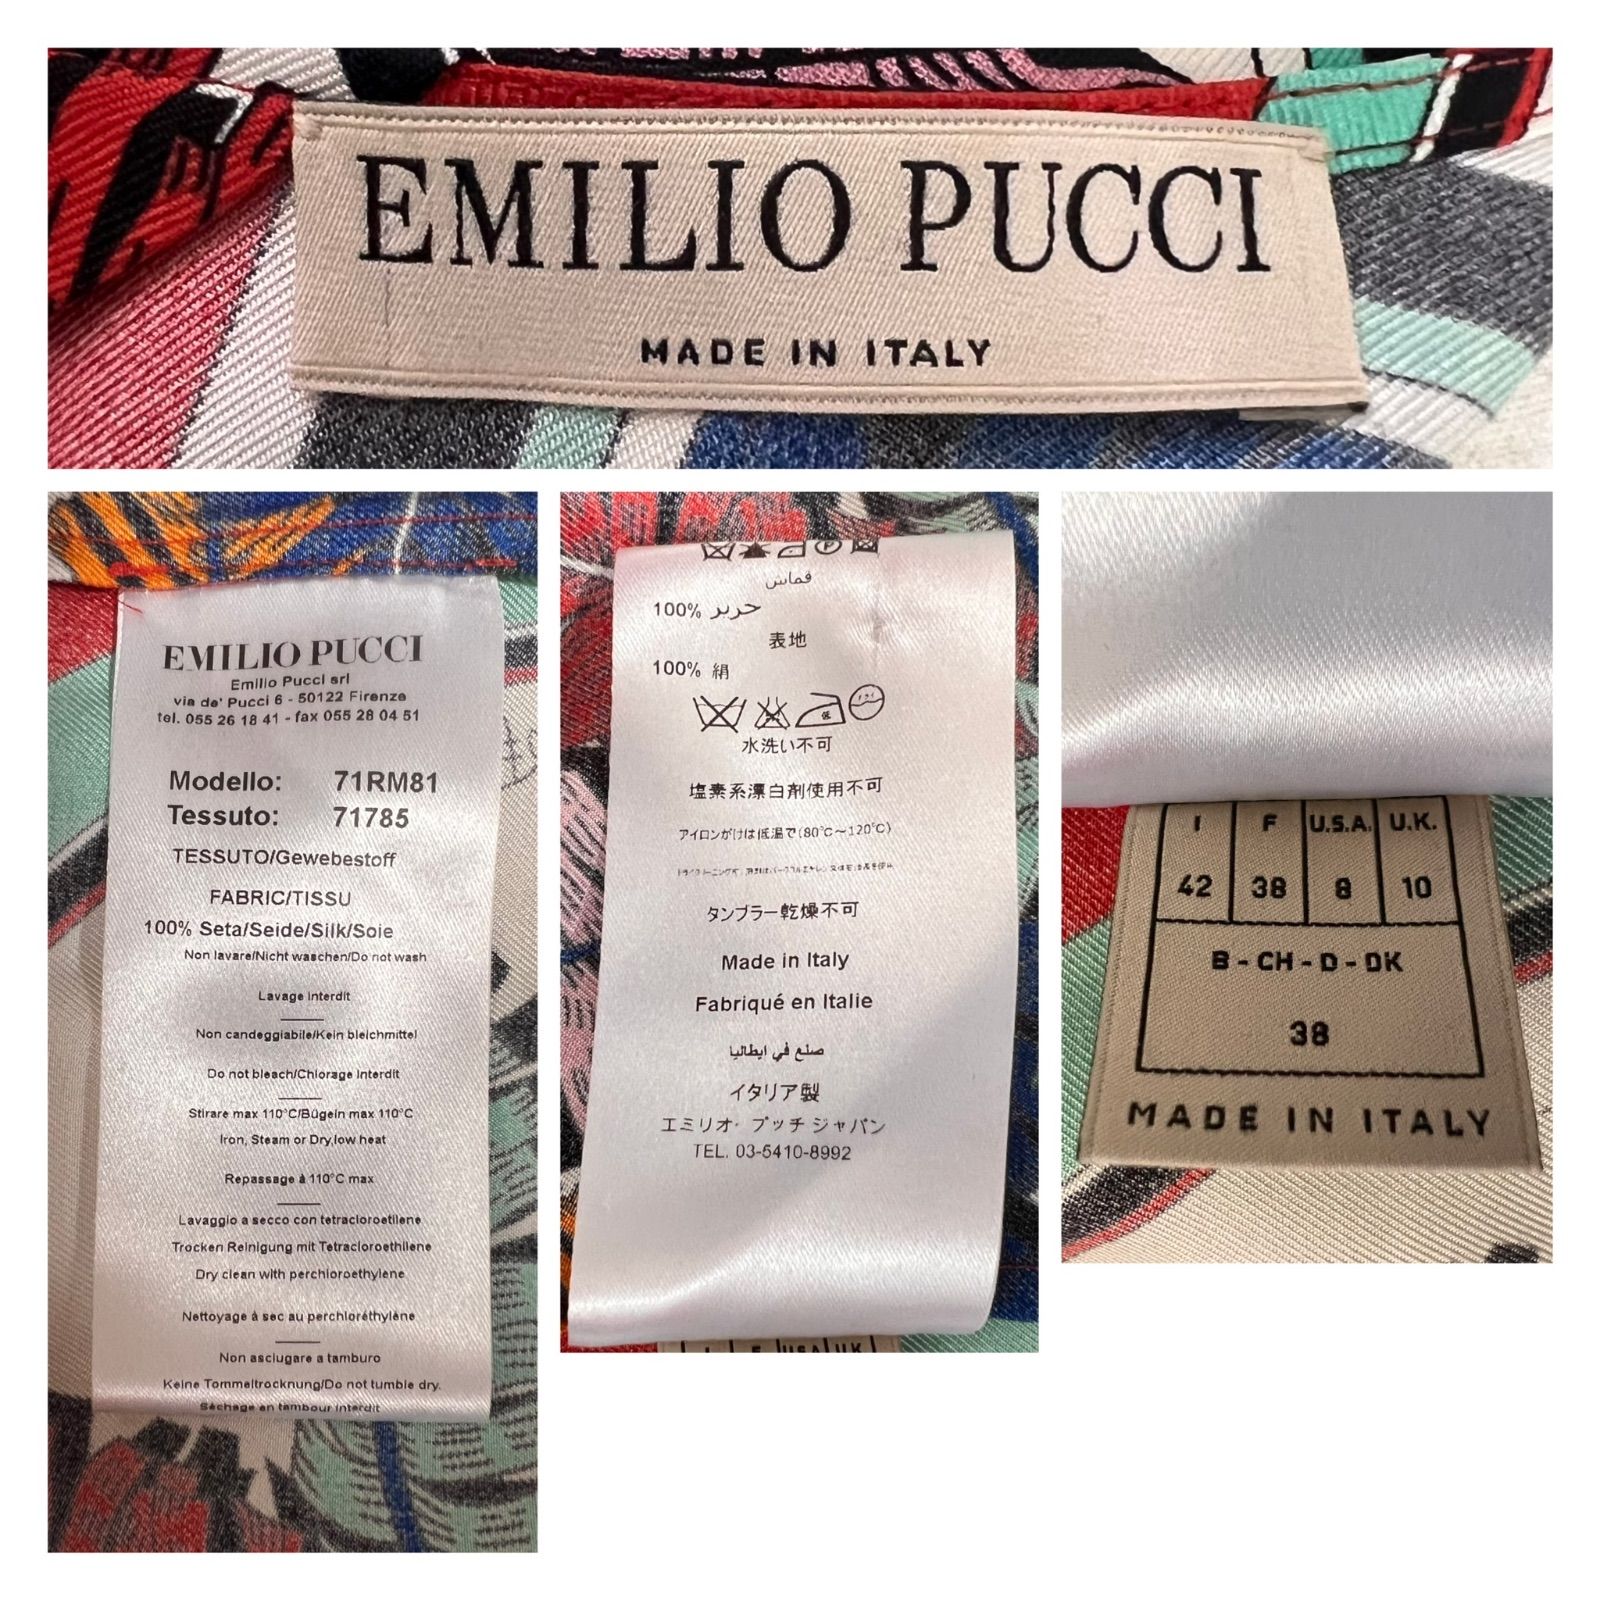 EMILIO PUCCI
MADE IN ITALY
EMILIO PUCCI
Emilio Pucci srl
via de' Pucci 6 - 50122 Firenze
tel. 055 26 18 41 - fax 055 28 04 51
Modello: 71RM81
Tessuto: 71785
TESSUTO/Gewebestoff
FABRIC/TISSU
100% Seta/Seide/Silk/Soie
Non lavare/Nicht waschen/Do not wash
Lavage interdit
Non candeggiabile/Kein bleichmittel
Do not bleach/Chlorage interdit
Stirare max 110°C/Bügeln max 110°C
Iron, Steam or Dry,low heat
Repassage à 110°C max
Lavaggio a secco con tetracloroetilene
Trocken Reinigung mit Tetracloroethilene
Dry clean with perchloroethylene
Nettoyage à sec au perchloréthylène
Non asciugare a tamburo
Keine Tommeltrocknung/Do not tumble dry.
Séchage en tambour interdit
قماش
100% حرير
表地
100% 絹
低
水洗い不可
塩素系漂白剤使用不可
アイロンがけは低温で(80°C～120°C)
タンブラー乾燥不可
Made in Italy
Fabriqué en Italie
صنع في ايطاليا
イタリア製
エミリオ・プッチ ジャパン
TEL. 03-5410-8992
I F USA UK
I F U.S.A. U.K.
42 38 8 10
B - CH - D - DK
38
MADE IN ITALY